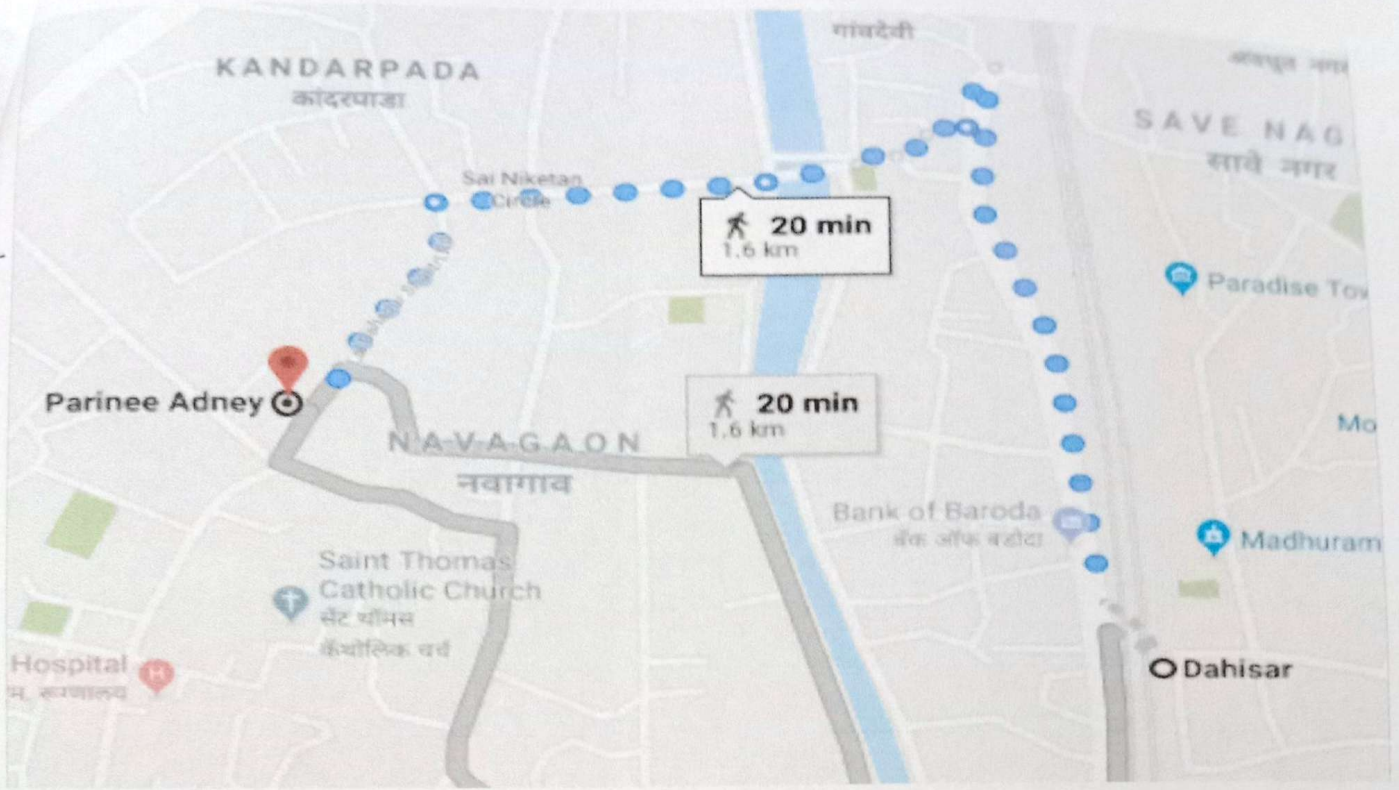 गांवदेवी
KANDARPADA
कांदरपाडा
SAVE NAG
सावे नगर
Sai Niketan
Circle
20 min
1.6 km
Paradise Tow
Parinee Adney
20 min
1.6 km
Mo
NAVAGAON
नवागाव
Bank of Baroda
बँक ऑफ बडोदा
Madhuram
Saint Thomas
Catholic Church
सेंट थॉमस
कॅथोलिक चर्च
Hospital
रूग्णालय
Dahisar